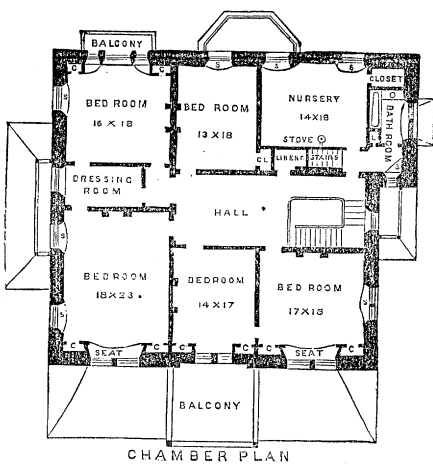 BALCONY
C C S S S
BED ROOM
16 X 18
BED ROOM
13 X 18
NURSERY
14 X 18
CLOSET
BATH ROOM
STOVE
CL
LINEN
STAIRS
DRESSING
ROOM
HALL
BEDROOM
18 X 23
BEDROOM
14 X 17
BED ROOM
17 X 18
S S S S
C SEAT C C C SEAT C
BALCONY
CHAMBER PLAN